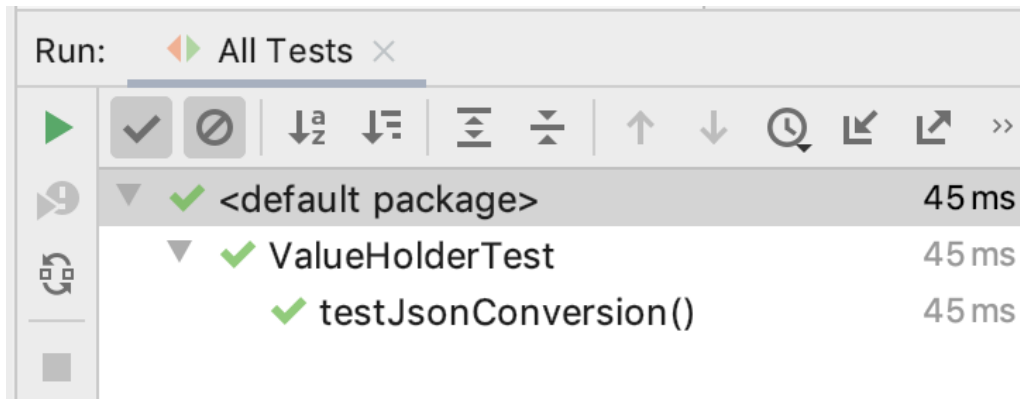 Run: All Tests
<default package> 45 ms
ValueHolderTest 45 ms
testJsonConversion() 45 ms